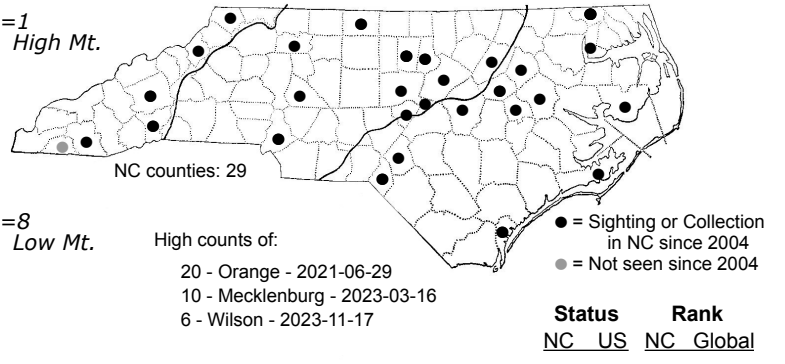 =1
High Mt.
NC counties: 29
=8
Low Mt.
High counts of:
20 - Orange - 2021-06-29
10 - Mecklenburg - 2023-03-16
6 - Wilson - 2023-11-17
= Sighting or Collection
in NC since 2004
= Not seen since 2004
Status Rank
NC US NC Global